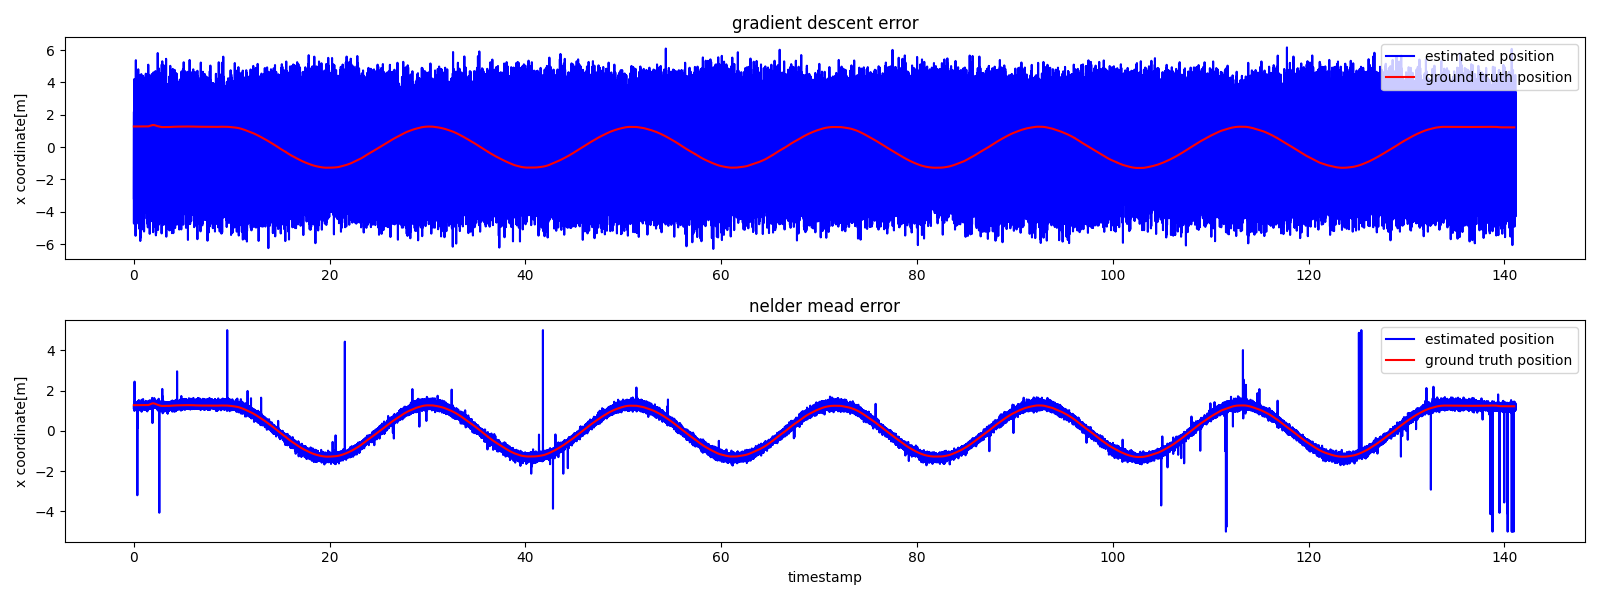 gradient descent error
6
4
2
0
−2
−4
−6
x coordinate[m]
estimated position
ground truth position
0 20 40 60 80 100 120 140
nelder mead error
4
2
0
−2
−4
x coordinate[m]
estimated position
ground truth position
0 20 40 60 80 100 120 140
timestamp